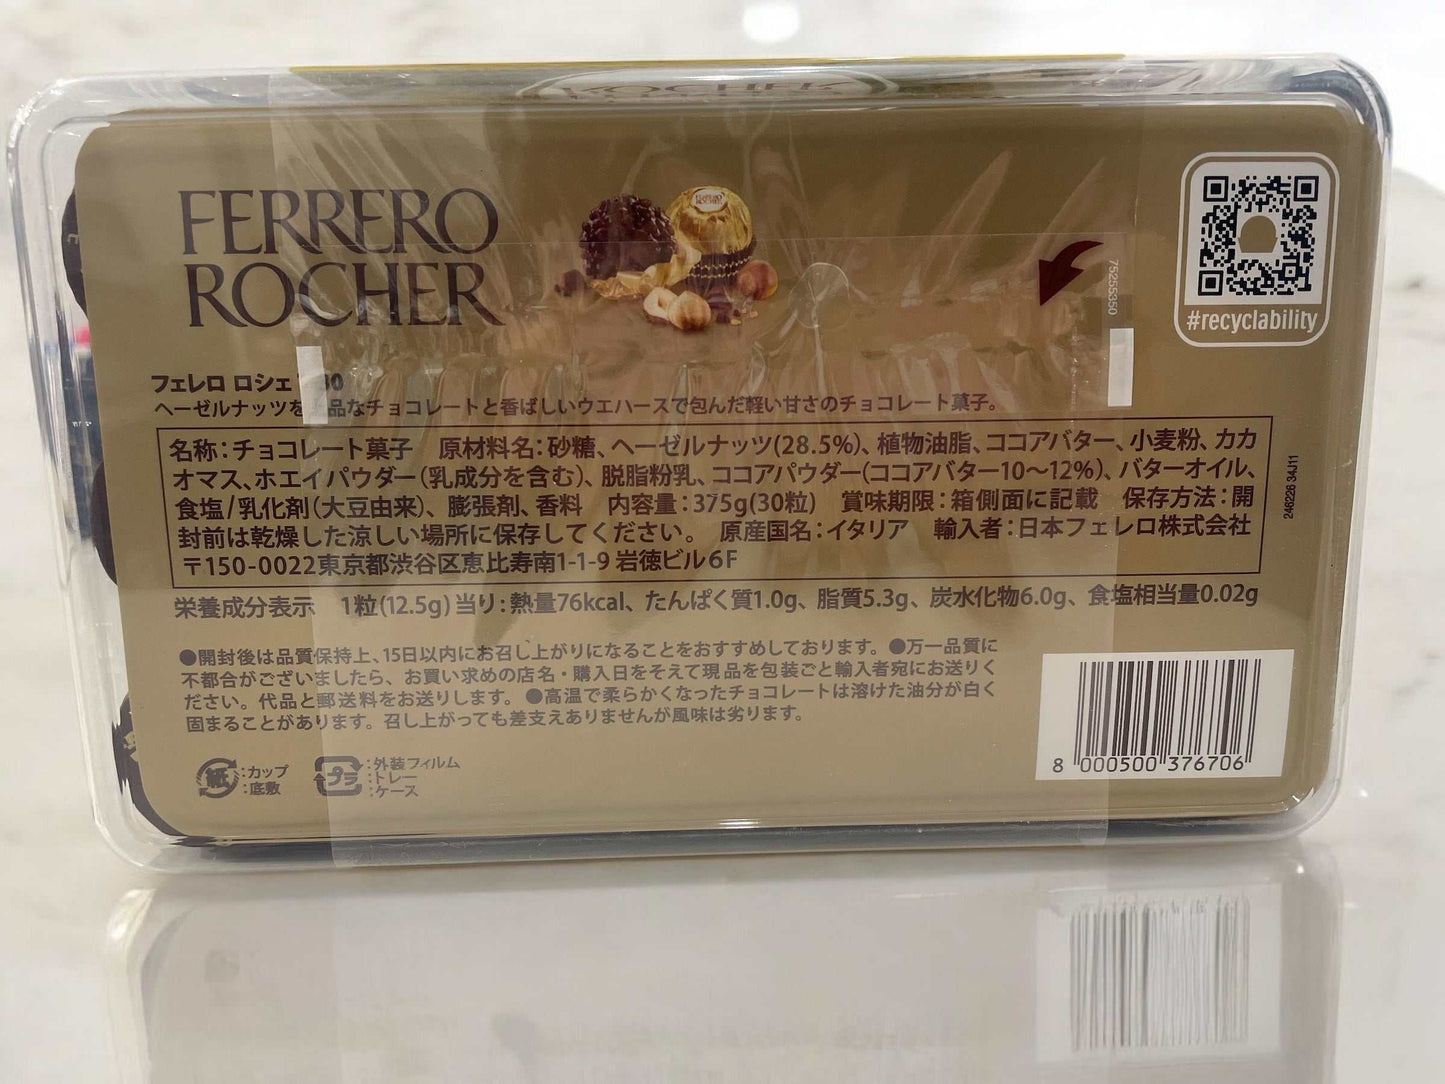 FERRERO
ROCHER
#recyclability
75255350
フェレロ ロシェ
ヘーゼルナッツを 品なチョコレートと香ばしいウエハースで包んだ軽い甘さのチョコレート菓子。
名称：チョコレート菓子 原材料名：砂糖、ヘーゼルナッツ(28.5%)、植物油脂、ココアバター、小麦粉、カカ
オマス、ホエイパウダー(乳成分を含む)、脱脂粉乳、ココアパウダー(ココアバター10〜12%)、バターオイル、
食塩/乳化剤(大豆由来)、膨張剤、香料 内容量：375g(30粒) 賞味期限：箱側面に記載 保存方法：開
封前は乾燥した涼しい場所に保存してください。 原産国名：イタリア 輸入者：日本フェレロ株式会社
〒150-0022東京都渋谷区恵比寿南1-1-9 岩徳ビル6F
246226 34J11
栄養成分表示 1粒(12.5g)当り：熱量76kcal、たんぱく質1.0g、脂質5.3g、炭水化物6.0g、食塩相当量0.02g
●開封後は品質保持上、15日以内にお召し上がりになることをおすすめしております。●万一品質に
不都合がございましたら、お買い求めの店名・購入日をそえて現品を包装ごと輸入者宛にお送りく
ださい。代品と郵送料をお送りします。●高温で柔らかくなったチョコレートは溶けた油分が白く
固まることがあります。召し上がっても差支えありませんが風味は劣ります。
紙：カップ
：底敷
プラ：外装フィルム
：トレー
：ケース
8 000500 376706